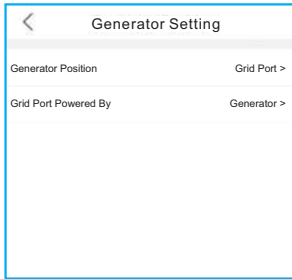 Generator Setting
Generator Position Grid Port >
Grid Port Powered By Generator >